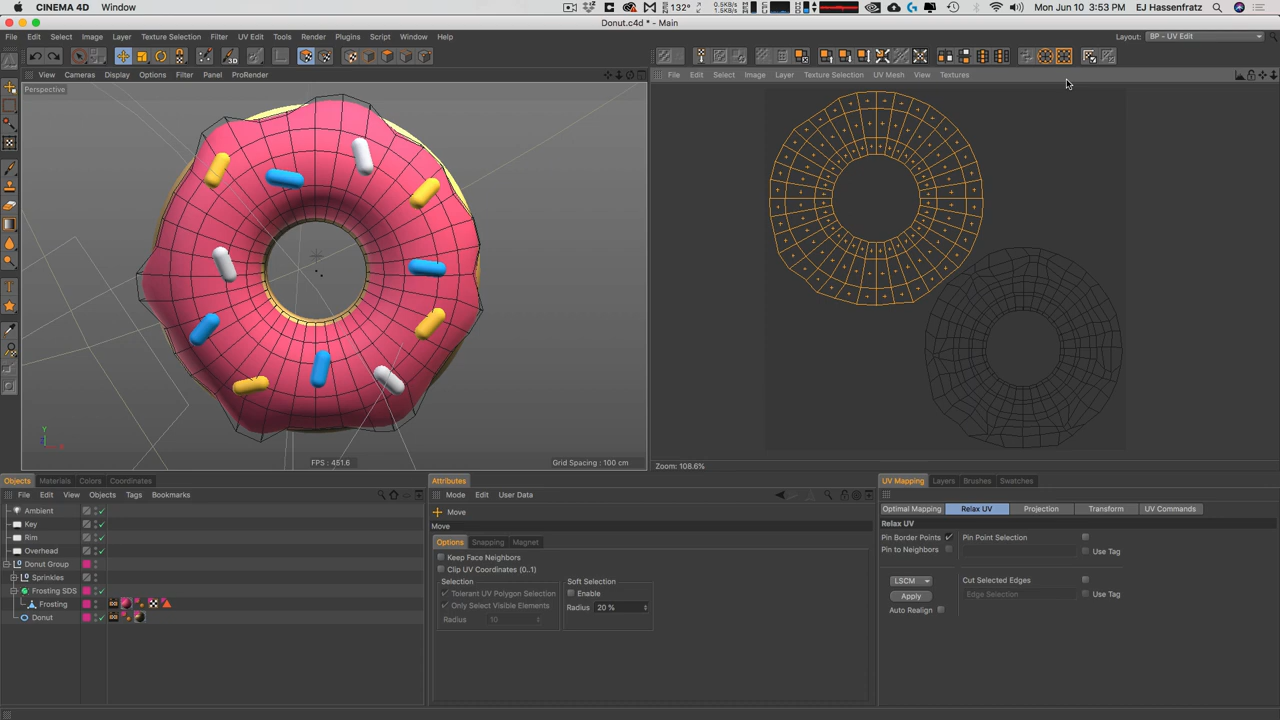 CINEMA 4D Window 132° 0.5KB/s 1.5KB/s Mon Jun 10 3:53 PM EJ Hassenfratz
Donut.c4d * - Main
File Edit Select Image Layer Texture Selection Filter UV Edit Tools Render Plugins Script Window Help Layout: BP - UV Edit
View Cameras Display Options Filter Panel ProRender File Edit Select Image Layer Texture Selection UV Mesh View Textures
Perspective
Y
X
FPS : 451.6 Grid Spacing : 100 cm
Zoom: 108.6%
Objects Materials Colors Coordinates Attributes UV Mapping Layers Brushes Swatches
File Edit View Objects Tags Bookmarks Mode Edit User Data
Ambient
Key
Rim
Overhead
Donut Group
Sprinkles
Frosting SDS
Frosting
Donut
Move
Move
Options Snapping Magnet
Keep Face Neighbors
Clip UV Coordinates (0..1)
Selection Soft Selection
Tolerant UV Polygon Selection Enable
Only Select Visible Elements Radius 20 %
Radius 10
Optimal Mapping Relax UV Projection Transform UV Commands
Relax UV
Pin Border Points Pin Point Selection
Pin to Neighbors Use Tag
LSCM Cut Selected Edges
Apply Edge Selection Use Tag
Auto Realign